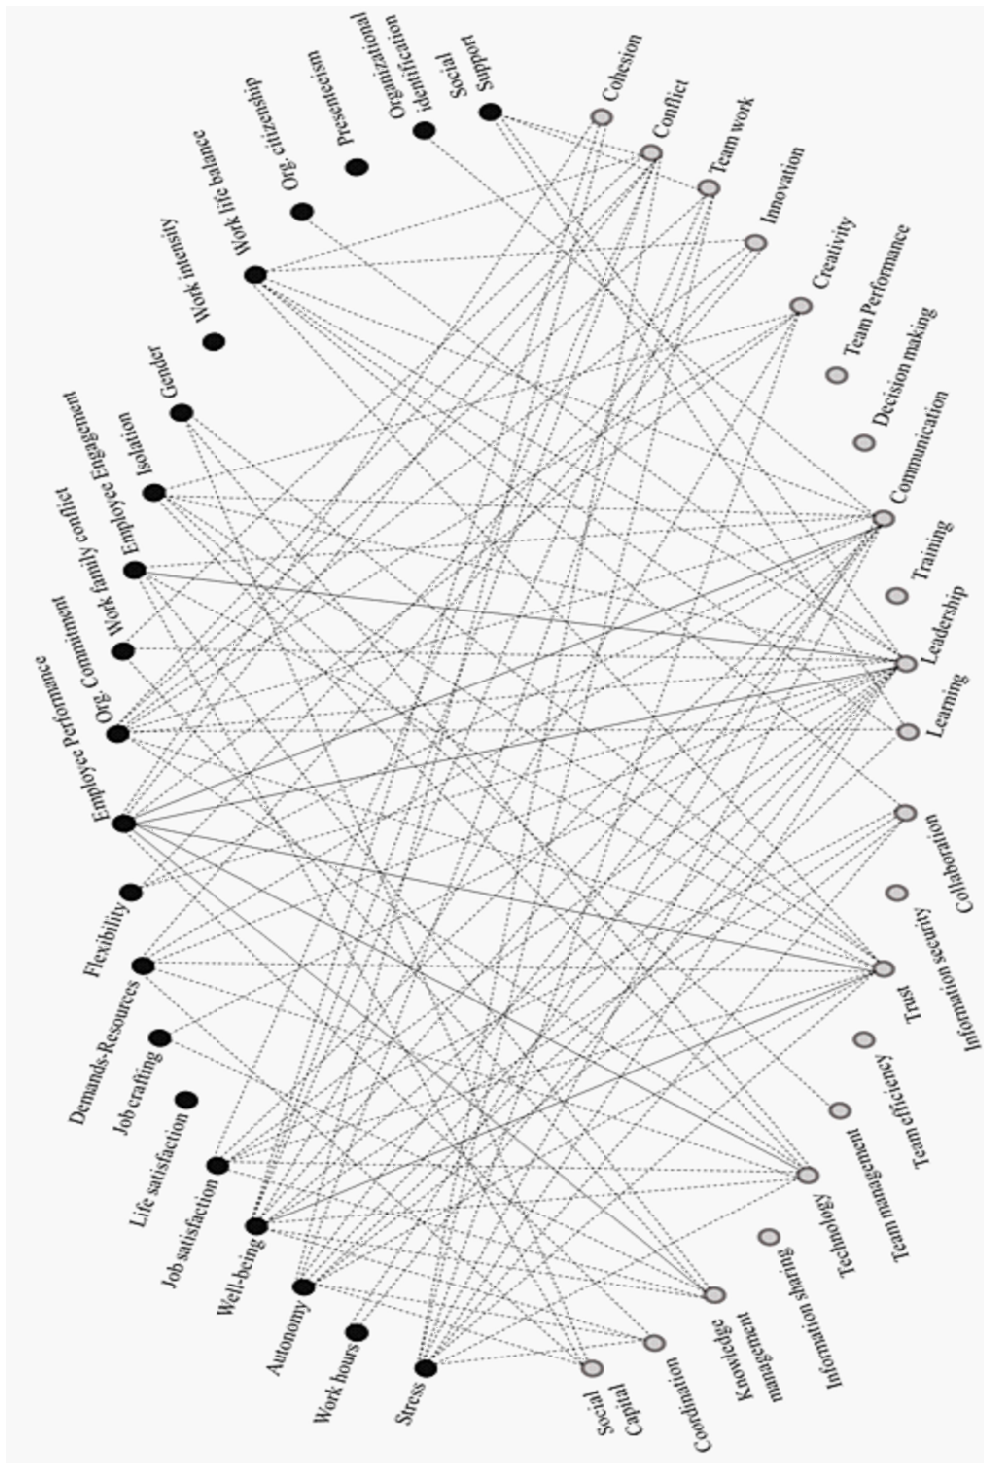 Social
Support
Organizational
identification
Presenteeism
Org. citizenship
Work life balance
Work intensity
Gender
Isolation
Employee Engagement
Work family conflict
Org. Commitment
Employee Performance
Flexibility
Demands-Resources
Job crafting
Life satisfaction
Job satisfaction
Well-being
Autonomy
Work hours
Stress
Cohesion
Conflict
Team work
Innovation
Creativity
Team Performance
Decision making
Communication
Training
Leadership
Learning
Collaboration
Information security
Trust
Team efficiency
Team management
Technology
Information sharing
Knowledge
management
Coordination
Social
Capital